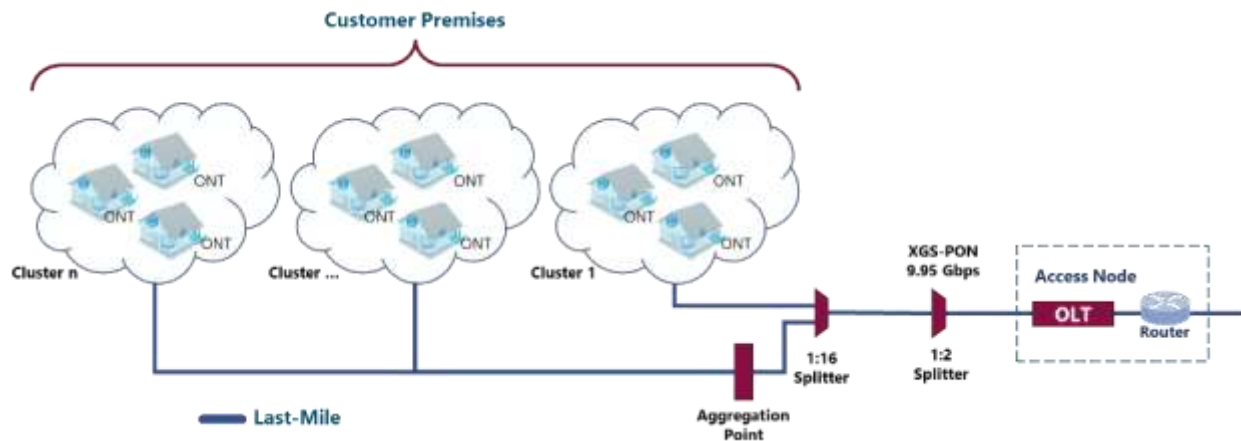 Customer Premises
ONT
ONT
ONT
Cluster n
ONT
ONT
ONT
Cluster ...
ONT
ONT
ONT
Cluster 1
XGS-PON
9.95 Gbps
Access Node
OLT
Router
1:16
Splitter
1:2
Splitter
Aggregation
Point
Last-Mile